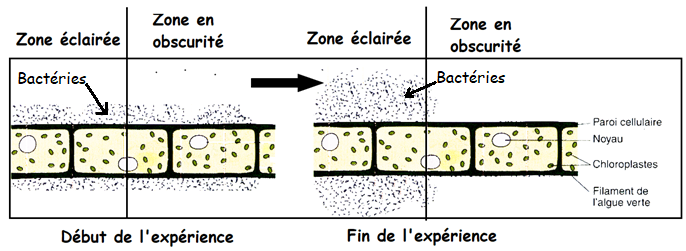 Zone éclairée
Zone en
obscurité
Zone éclairée
Zone en
obscurité
Bactéries
Bactéries
Paroi cellulaire
Noyau
Chloroplastes
Filament de
l'algue verte
Début de l'expérience
Fin de l'expérience